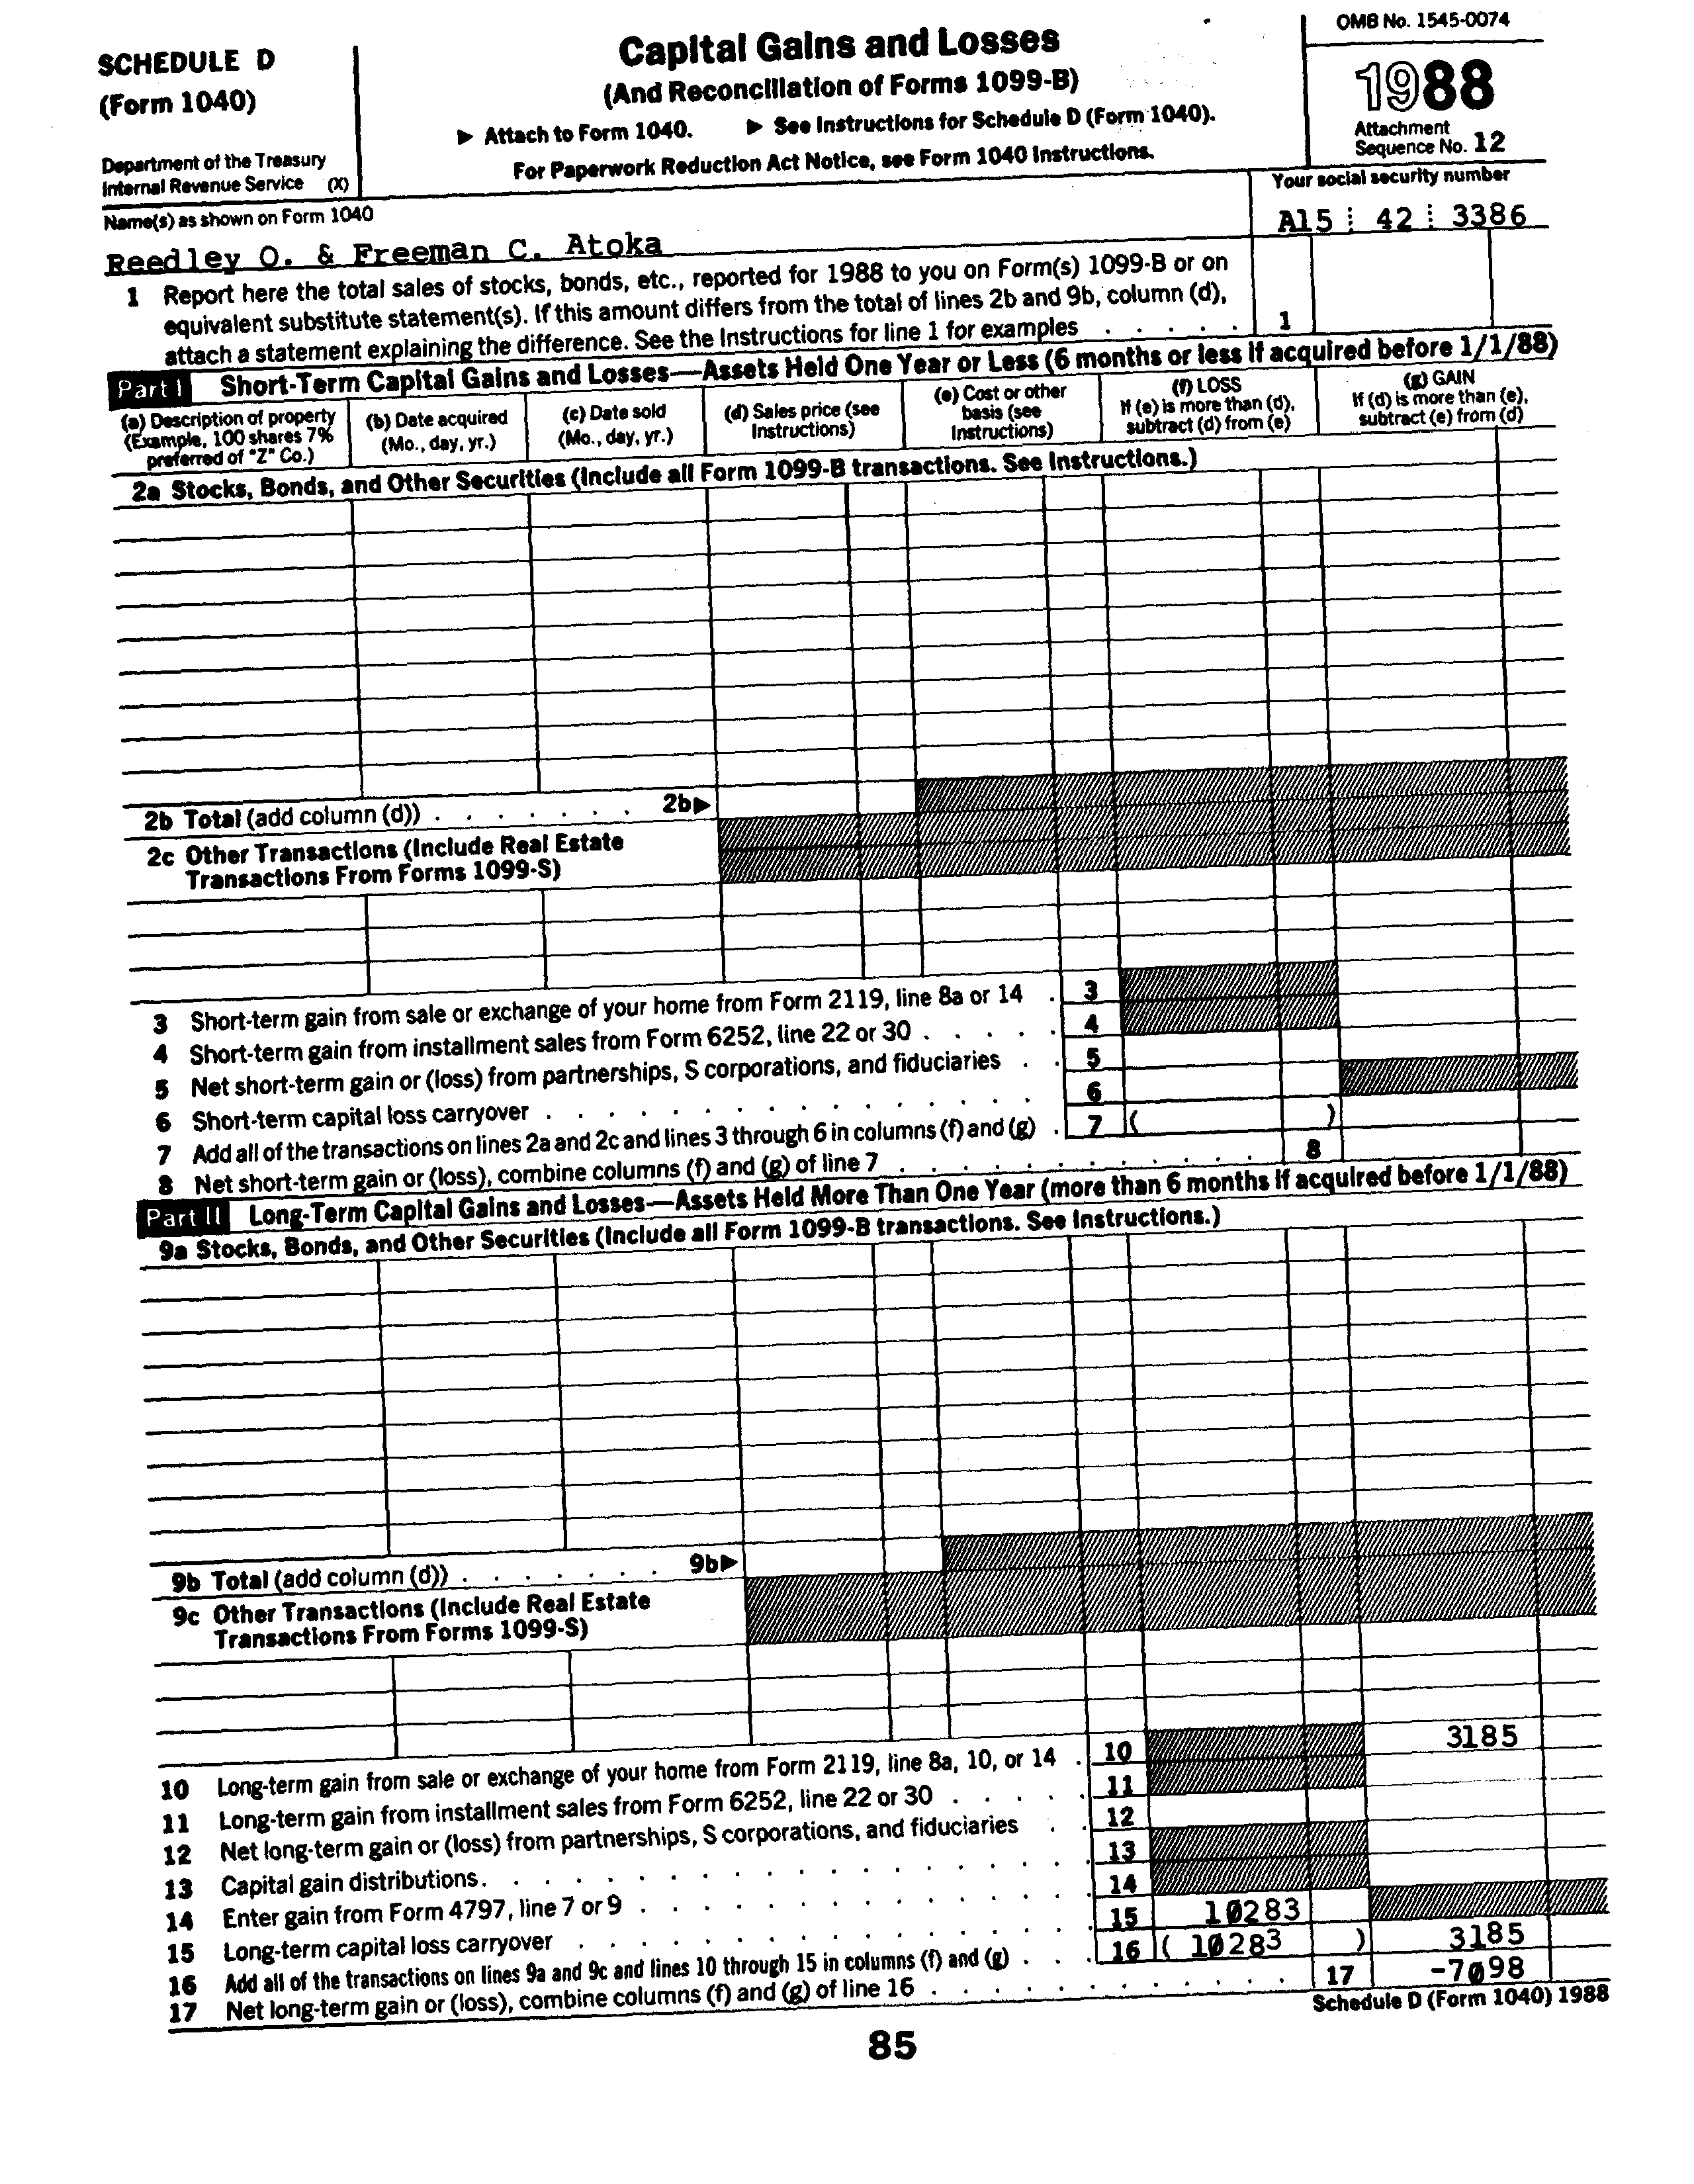 SCHEDULE D
(Form 1040)
Department of the Treasury
Internal Revenue Service (X)
Capital Gains and Losses
(And Reconciliation of Forms 1099-B)
▶ Attach to Form 1040. ▶ See Instructions for Schedule D (Form 1040).
For Paperwork Reduction Act Notice, see Form 1040 Instructions.
OMB No. 1545-0074
1988
Attachment
Sequence No. 12
Name(s) as shown on Form 1040
Your social security number
Reedley O. & Freeman C. Atoka
A15 42 3386
1 Report here the total sales of stocks, bonds, etc., reported for 1988 to you on Form(s) 1099-B or on
equivalent substitute statement(s). If this amount differs from the total of lines 2b and 9b, column (d),
attach a statement explaining the difference. See the Instructions for line 1 for examples . . . . . 1
Part I Short-Term Capital Gains and Losses—Assets Held One Year or Less (6 months or less if acquired before 1/1/88)
(a) Description of property
(Example, 100 shares 7%
preferred of "Z" Co.)
(b) Date acquired
(Mo., day, yr.)
(c) Date sold
(Mo., day, yr.)
(d) Sales price (see
Instructions)
(e) Cost or other
basis (see
Instructions)
(f) LOSS
If (e) is more than (d),
subtract (d) from (e)
(g) GAIN
If (d) is more than (e),
subtract (e) from (d)
2a Stocks, Bonds, and Other Securities (Include all Form 1099-B transactions. See Instructions.)
2b Total (add column (d)) . . . . . . . 2b▶
2c Other Transactions (Include Real Estate
Transactions From Forms 1099-S)
3 Short-term gain from sale or exchange of your home from Form 2119, line 8a or 14 . 3
4 Short-term gain from installment sales from Form 6252, line 22 or 30 . . . . . 4
5 Net short-term gain or (loss) from partnerships, S corporations, and fiduciaries . . 5
6 Short-term capital loss carryover . . . . . . . . . . . . . . . 6
7 Add all of the transactions on lines 2a and 2c and lines 3 through 6 in columns (f) and (g) . 7 ( )
8 Net short-term gain or (loss), combine columns (f) and (g) of line 7 . . . . . . . . . . . . 8
Part II Long-Term Capital Gains and Losses—Assets Held More Than One Year (more than 6 months if acquired before 1/1/88)
9a Stocks, Bonds, and Other Securities (Include all Form 1099-B transactions. See Instructions.)
9b Total (add column (d)) . . . . . . . 9b▶
9c Other Transactions (Include Real Estate
Transactions From Forms 1099-S)
10 Long-term gain from sale or exchange of your home from Form 2119, line 8a, 10, or 14 . 10 3185
11 Long-term gain from installment sales from Form 6252, line 22 or 30 . . . . . 11
12 Net long-term gain or (loss) from partnerships, S corporations, and fiduciaries . . 12
13 Capital gain distributions . . . . . . . . . . . . . . . . . 13
14 Enter gain from Form 4797, line 7 or 9 . . . . . . . . . . . . . 14
15 Long-term capital loss carryover . . . . . . . . . . . . . . . 15 10283
16 Add all of the transactions on lines 9a and 9c and lines 10 through 15 in columns (f) and (g) . . . 16 ( 10283 ) 3185
17 Net long-term gain or (loss), combine columns (f) and (g) of line 16 . . . . . . . . . . . 17 -7098
Schedule D (Form 1040) 1988
85